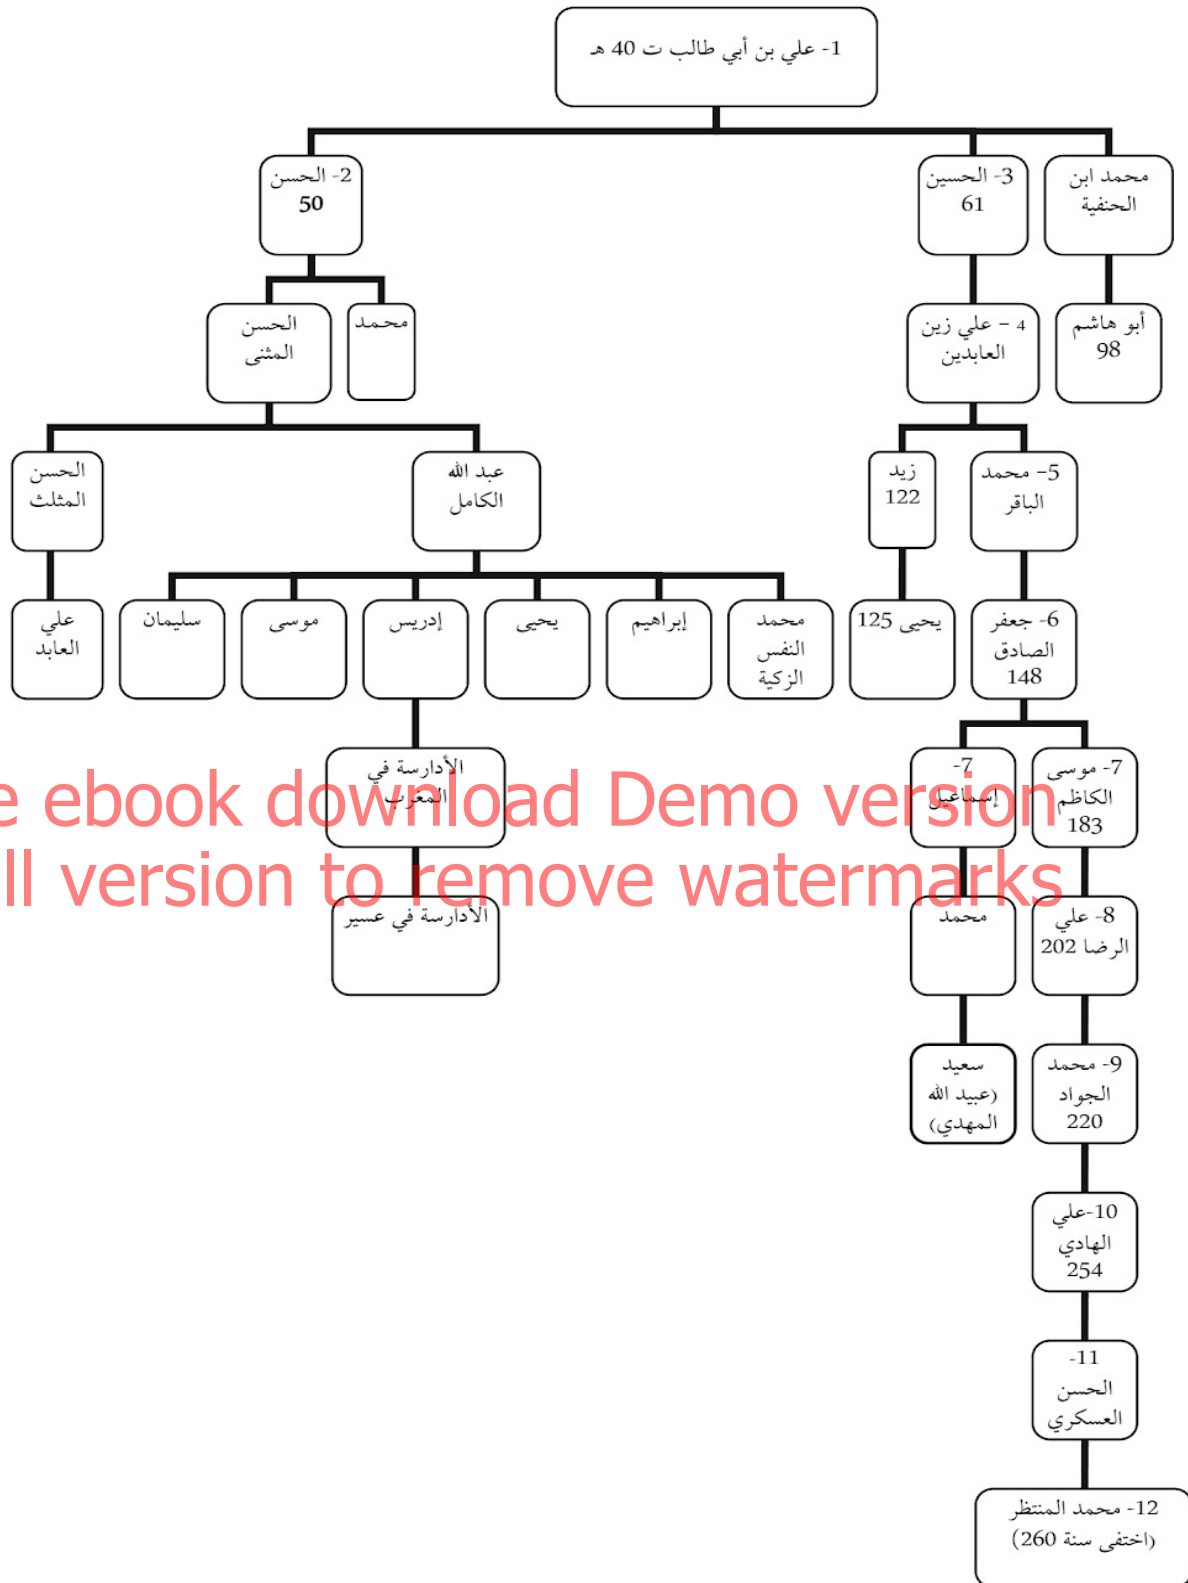 1- علي بن أبي طالب ت 40 هـ
محمد ابن
الحنفية
3- الحسين
61
2- الحسن
50
أبو هاشم
98
4 – علي زين
العابدين
محمد
الحسن
المثنى
5- محمد
الباقر
زيد
122
عبد الله
الكامل
الحسن
المثلث
6- جعفر
الصادق
148
يحيى 125
محمد
النفس
الزكية
إبراهيم
يحيى
إدريس
موسى
سليمان
علي
العابد
7- موسى
الكاظم
183
7-
إسماعيل
الأدارسة في
المغرب
e ebook download Demo version
ll version to remove watermarks
8- علي
الرضا 202
محمد
الأدارسة في عسير
9- محمد
الجواد
220
سعيد
(عبيد الله
المهدي)
10-علي
الهادي
254
11-
الحسن
العسكري
12- محمد المنتظر
(اختفى سنة 260)